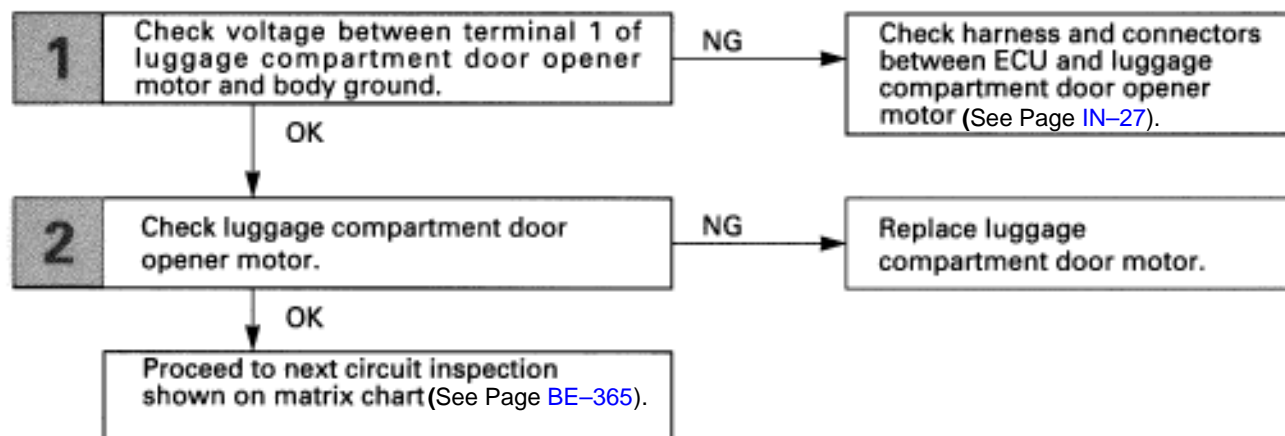 1
Check voltage between terminal 1 of
luggage compartment door opener
motor and body ground.
NG
Check harness and connectors
between ECU and luggage
compartment door opener
motor (See Page IN–27).
OK
2
Check luggage compartment door
opener motor.
NG
Replace luggage
compartment door motor.
OK
Proceed to next circuit inspection
shown on matrix chart (See Page BE–365).